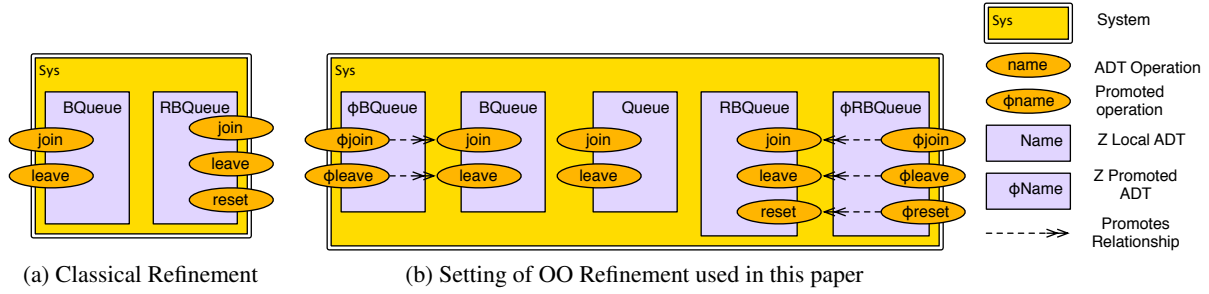 Sys
BQueue
join
leave
RBQueue
join
leave
reset
(a) Classical Refinement
Sys
ϕBQueue
ϕjoin
ϕleave
BQueue
join
leave
Queue
join
leave
RBQueue
join
leave
reset
ϕRBQueue
ϕjoin
ϕleave
ϕreset
(b) Setting of OO Refinement used in this paper
Sys
System
name
ADT Operation
ϕname
Promoted
operation
Name
Z Local ADT
ϕName
Z Promoted
ADT
Promotes
Relationship